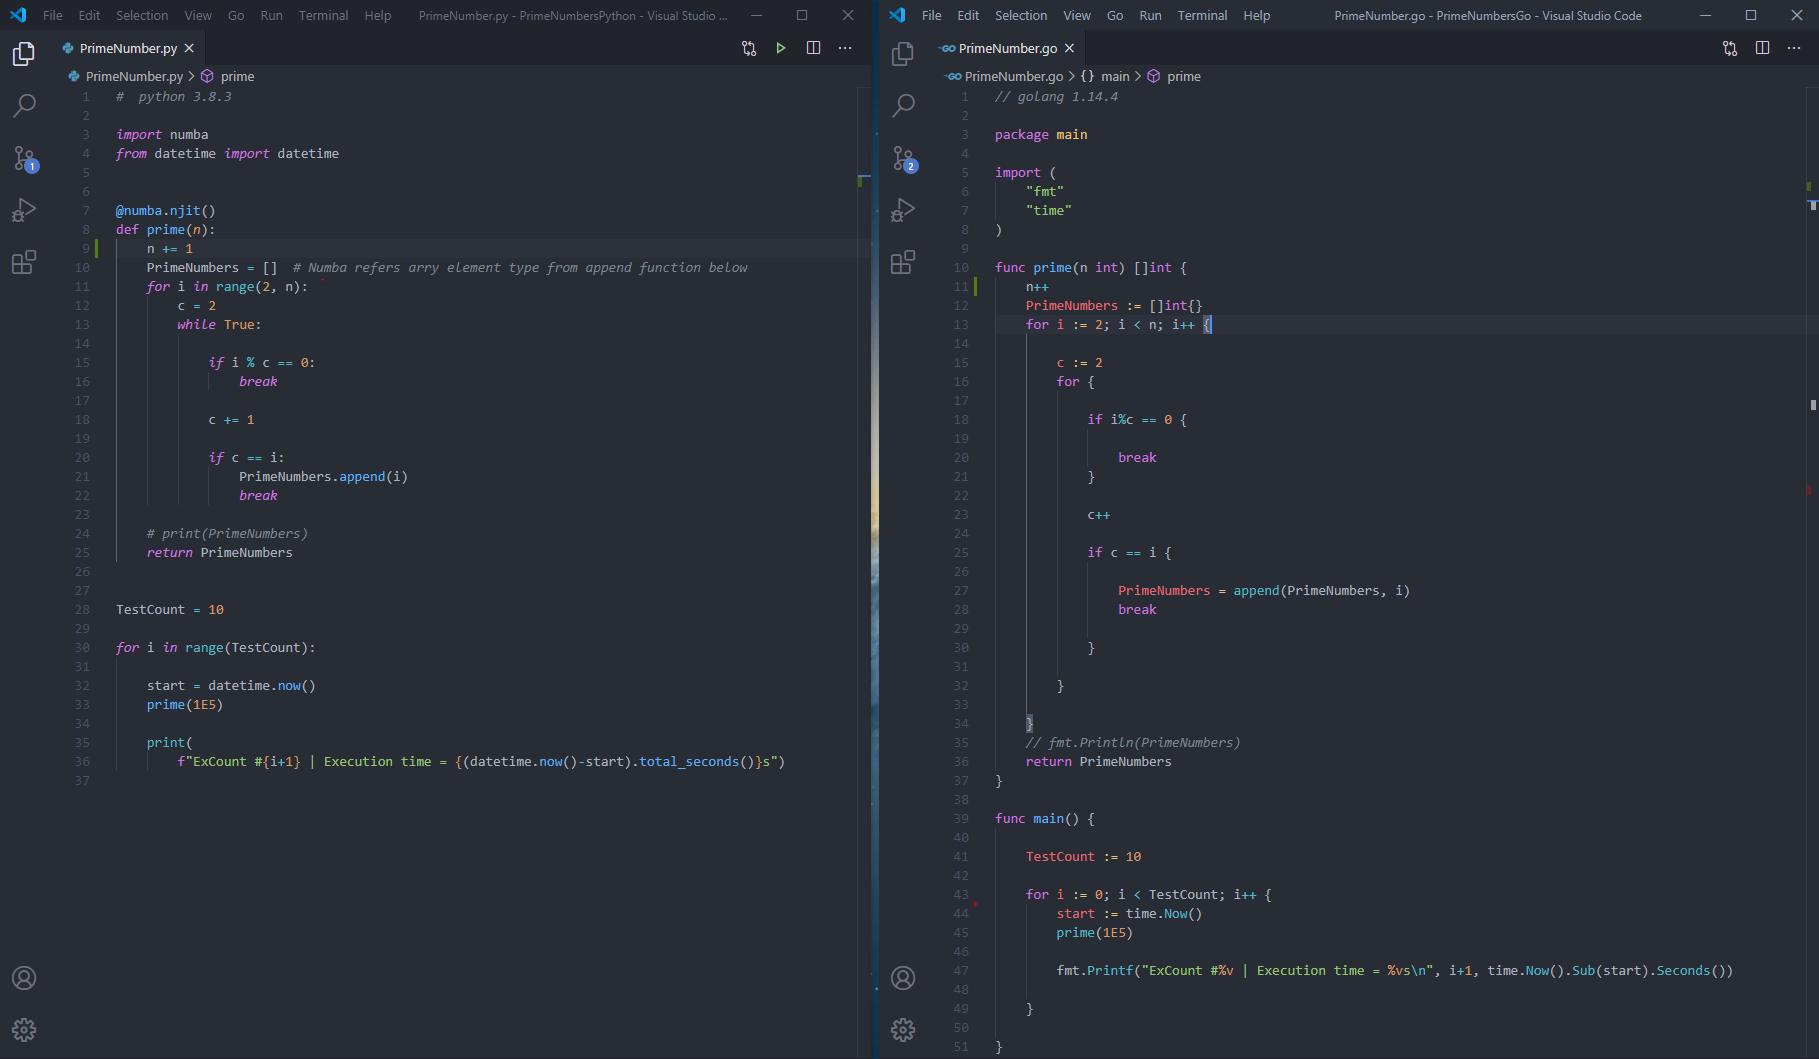 File Edit Selection View Go Run Terminal Help PrimeNumber.py - PrimeNumbersPython - Visual Studio ...
PrimeNumber.py
PrimeNumber.py > prime
1 # python 3.8.3
2
3 import numba
4 from datetime import datetime
5
6
7 @numba.njit()
8 def prime(n):
9 n += 1
10 PrimeNumbers = [] # Numba refers arry element type from append function below
11 for i in range(2, n):
12 c = 2
13 while True:
14
15 if i % c == 0:
16 break
17
18 c += 1
19
20 if c == i:
21 PrimeNumbers.append(i)
22 break
23
24 # print(PrimeNumbers)
25 return PrimeNumbers
26
27
28 TestCount = 10
29
30 for i in range(TestCount):
31
32 start = datetime.now()
33 prime(1E5)
34
35 print(
36 f"ExCount #{i+1} | Execution time = {(datetime.now()-start).total_seconds()}s")
37
1
File Edit Selection View Go Run Terminal Help PrimeNumber.go - PrimeNumbersGo - Visual Studio Code
GO PrimeNumber.go
GO PrimeNumber.go > {} main > prime
1 // golang 1.14.4
2
3 package main
4
5 import (
6 "fmt"
7 "time"
8 )
9
10 func prime(n int) []int {
11 n++
12 PrimeNumbers := []int{}
13 for i := 2; i < n; i++ {
14
15 c := 2
16 for {
17
18 if i%c == 0 {
19
20 break
21 }
22
23 c++
24
25 if c == i {
26
27 PrimeNumbers = append(PrimeNumbers, i)
28 break
29
30 }
31
32 }
33
34 }
35 // fmt.Println(PrimeNumbers)
36 return PrimeNumbers
37 }
38
39 func main() {
40
41 TestCount := 10
42
43 for i := 0; i < TestCount; i++ {
44 start := time.Now()
45 prime(1E5)
46
47 fmt.Printf("ExCount #%v | Execution time = %vs\n", i+1, time.Now().Sub(start).Seconds())
48
49 }
50
51 }
2